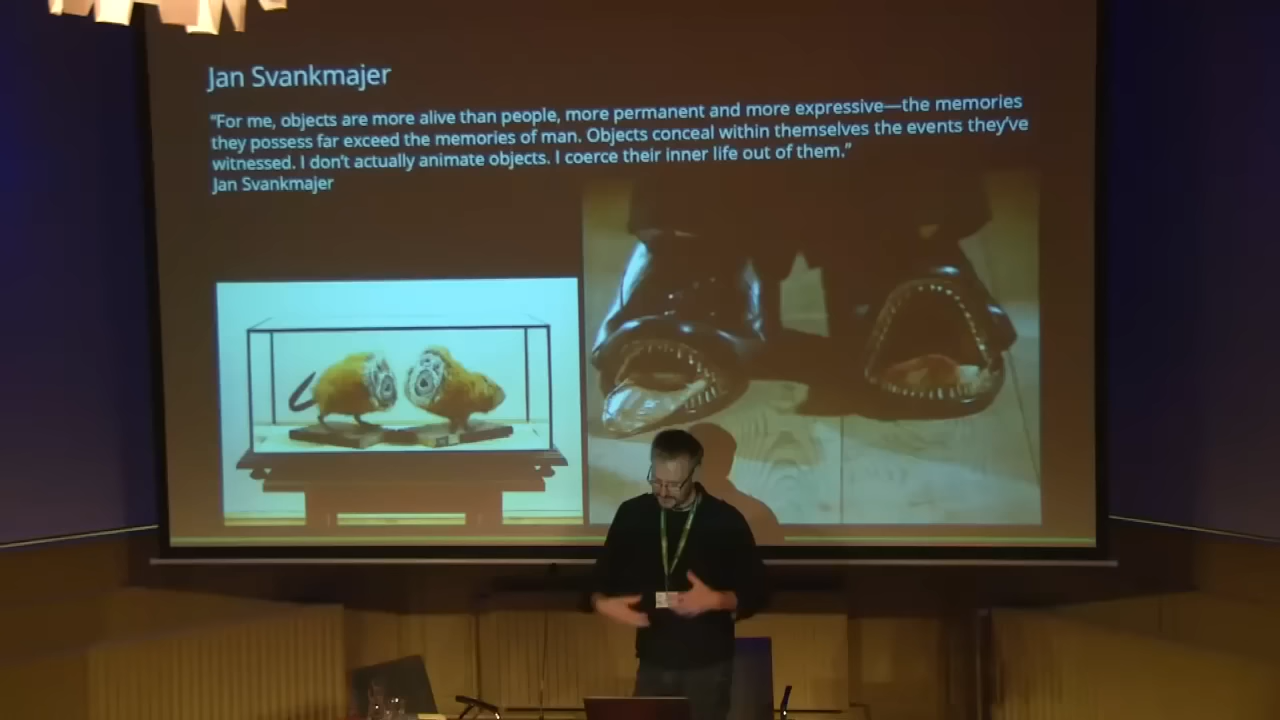 Jan Svankmajer
"For me, objects are more alive than people, more permanent and more expressive—the memories
they possess far exceed the memories of man. Objects conceal within themselves the events they've
witnessed. I don't actually animate objects. I coerce their inner life out of them."
Jan Svankmajer